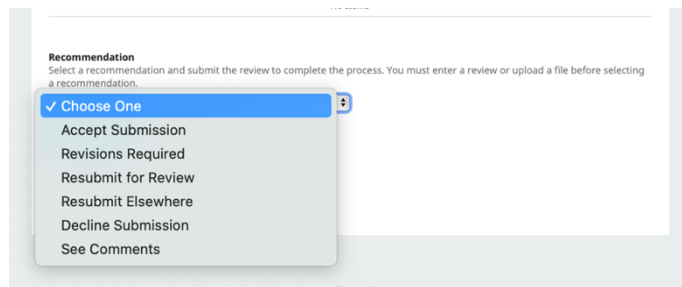 Recommendation
Select a recommendation and submit the review to complete the process. You must enter a review or upload a file before selecting
a recommendation.
✓ Choose One
Accept Submission
Revisions Required
Resubmit for Review
Resubmit Elsewhere
Decline Submission
See Comments